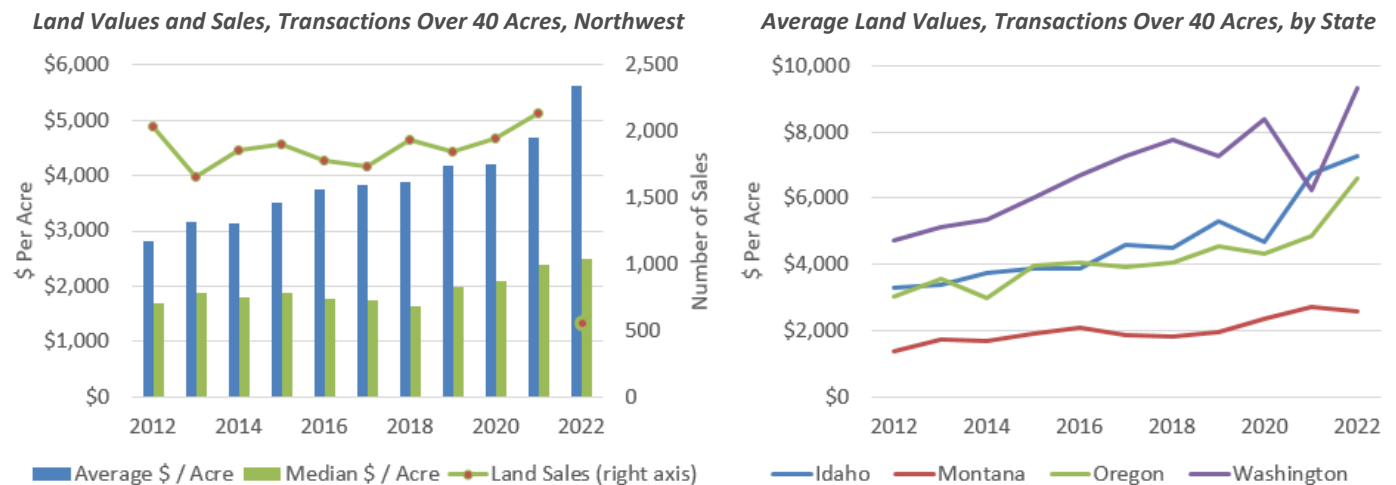 Land Values and Sales, Transactions Over 40 Acres, Northwest
$6,000
$5,000
$4,000
$3,000
$2,000
$1,000
$0
$ Per Acre
2,500
2,000
1,500
1,000
500
0
Number of Sales
2012 2014 2016 2018 2020 2022
Average $ / Acre Median $ / Acre Land Sales (right axis)
Average Land Values, Transactions Over 40 Acres, by State
$10,000
$8,000
$6,000
$4,000
$2,000
$0
$ Per Acre
2012 2014 2016 2018 2020 2022
Idaho Montana Oregon Washington